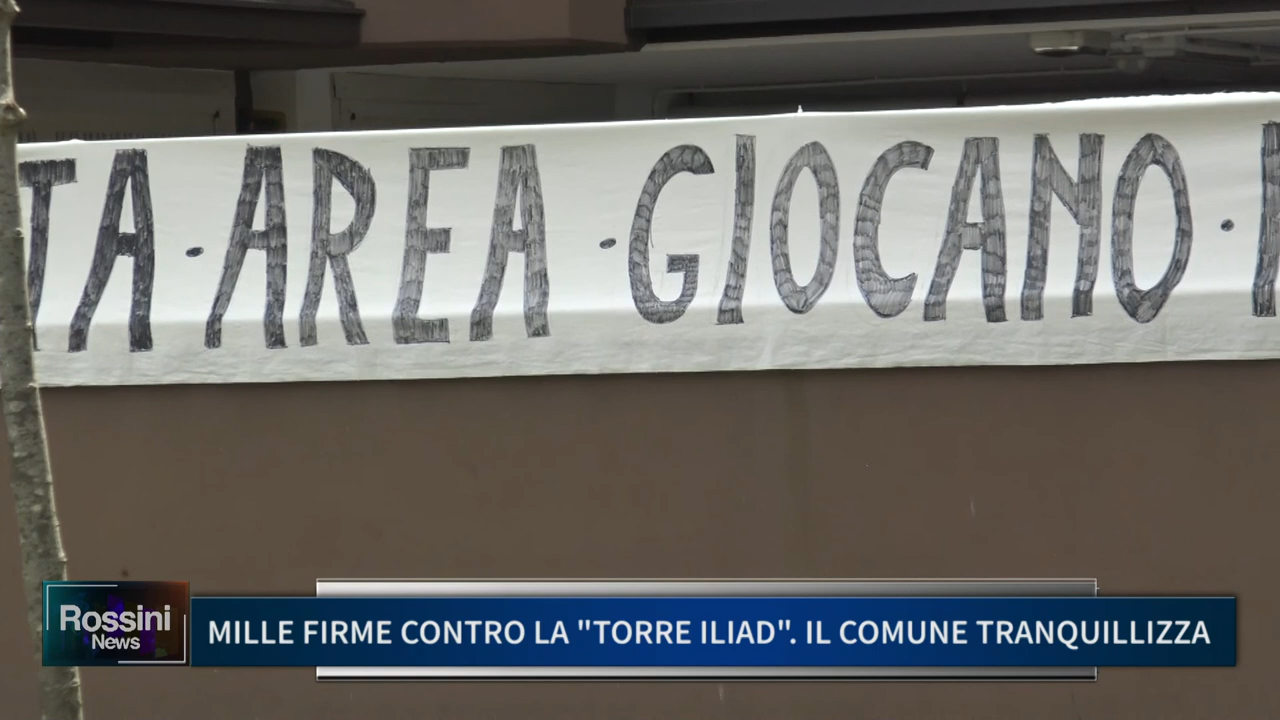 TA · AREA · GIOCANO ·
Rossini
News
MILLE FIRME CONTRO LA "TORRE ILIAD". IL COMUNE TRANQUILLIZZA